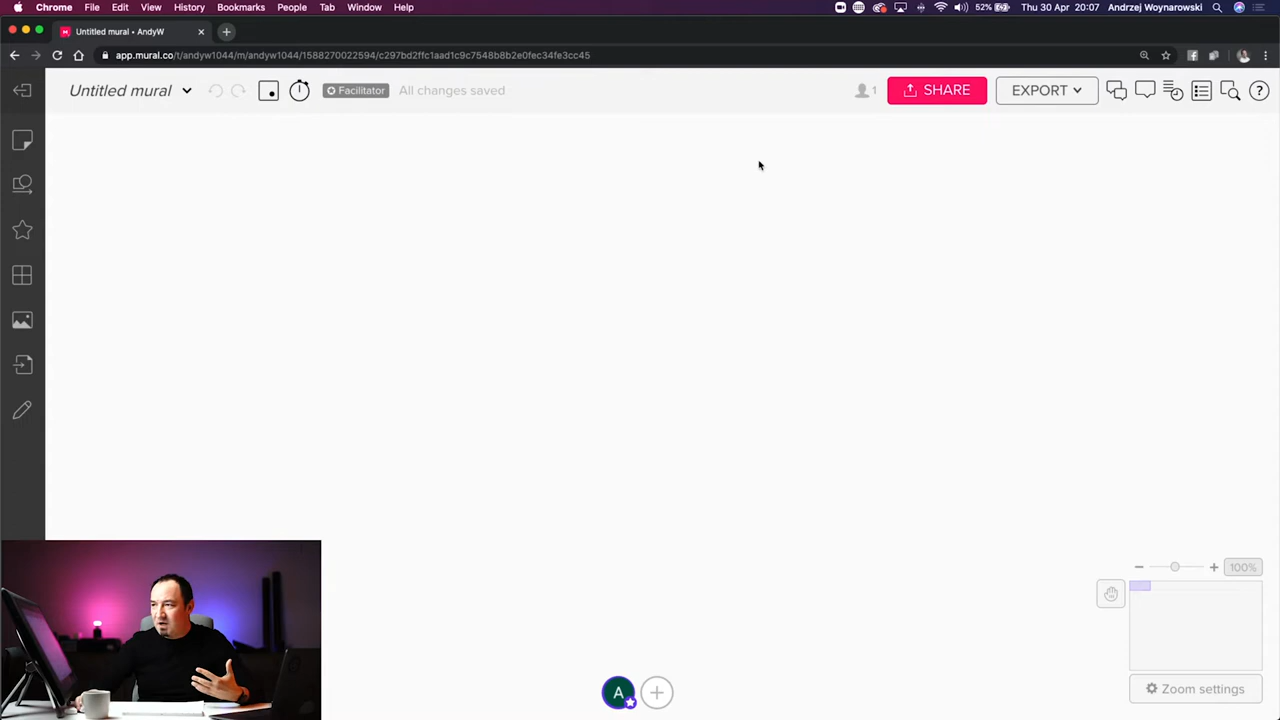 Chrome File Edit View History Bookmarks People Tab Window Help 52% Thu 30 Apr 20:07 Andrzej Woynarowski
Untitled mural • AndyW
app.mural.co/t/andyw1044/m/andyw1044/1588270022594/c297bd2ffc1aad1c9c7548b8b2e0fec34fe3cc45
Untitled mural Facilitator All changes saved 1 SHARE EXPORT ?
100%
Zoom settings
A